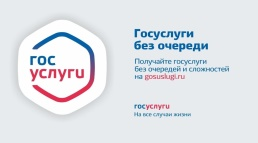 гос
услуги
Госуслуги
без очереди
Получайте госуслуги
без очередей и сложностей
на gosuslugi.ru
госуслуги
На все случаи жизни